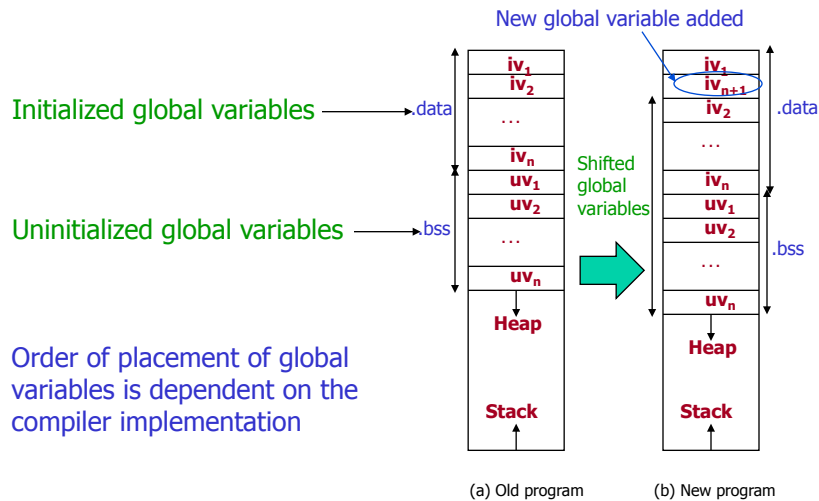 New global variable added
Initialized global variables
.data
iv1
iv2
...
ivn
uv1
uv2
...
uvn
Heap
Stack
.bss
Uninitialized global variables
Shifted
global
variables
iv1
ivn+1
iv2
...
ivn
uv1
uv2
...
uvn
Heap
.data
.bss
Order of placement of global
variables is dependent on the
compiler implementation
(a) Old program
(b) New program